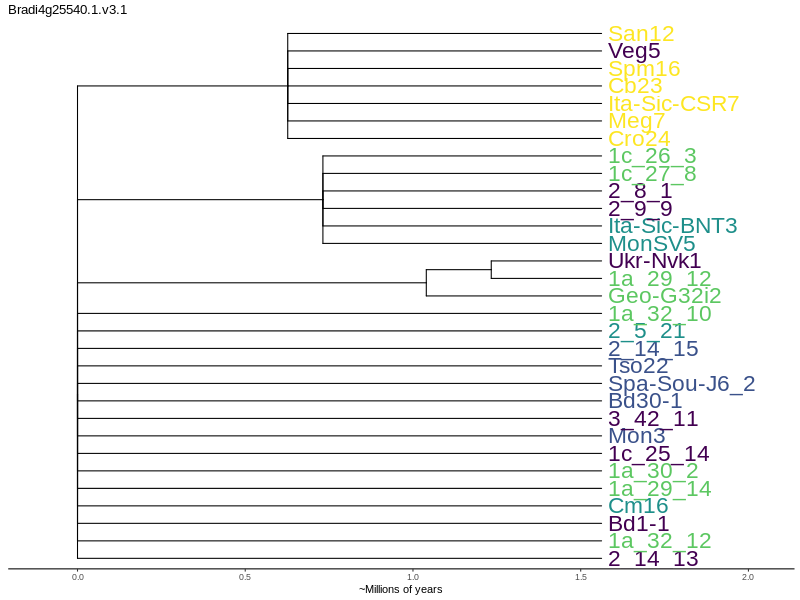 Bradi4g25540.1.v3.1
San12
Veg5
Spm16
Cb23
Ita-Sic-CSR7
Meg7
Cro24
1c_26_3
1c_27_8
2_8_1
2_9_9
Ita-Sic-BNT3
MonSV5
Ukr-Nvk1
1a_29_12
Geo-G32i2
1a_32_10
2_5_21
2_14_15
Tso22
Spa-Sou-J6_2
Bd30-1
3_42_11
Mon3
1c_25_14
1a_30_2
1a_29_14
Cm16
Bd1-1
1a_32_12
2_14_13
0.0 0.5 1.0 1.5 2.0
~Millions of years